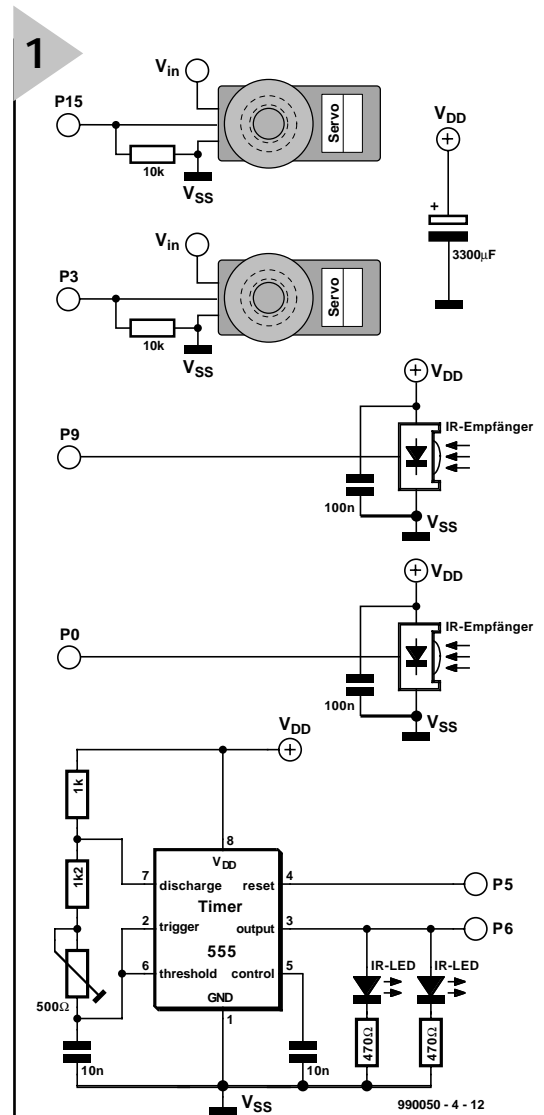 1
Vin
P15
Servo
10k
VSS
VDD
+
3300µF
Vin
P3
Servo
10k
VSS
VDD
IR-Empfänger
P9
100n
VSS
VDD
IR-Empfänger
P0
100n
VSS
VDD
1k
8
VDD
7 discharge reset 4 P5
Timer
1k2
2 trigger output 3 P6
555
IR-LED IR-LED
6 threshold control 5
500Ω
GND
1
470Ω 470Ω
10n 10n
VSS
990050 - 4 - 12